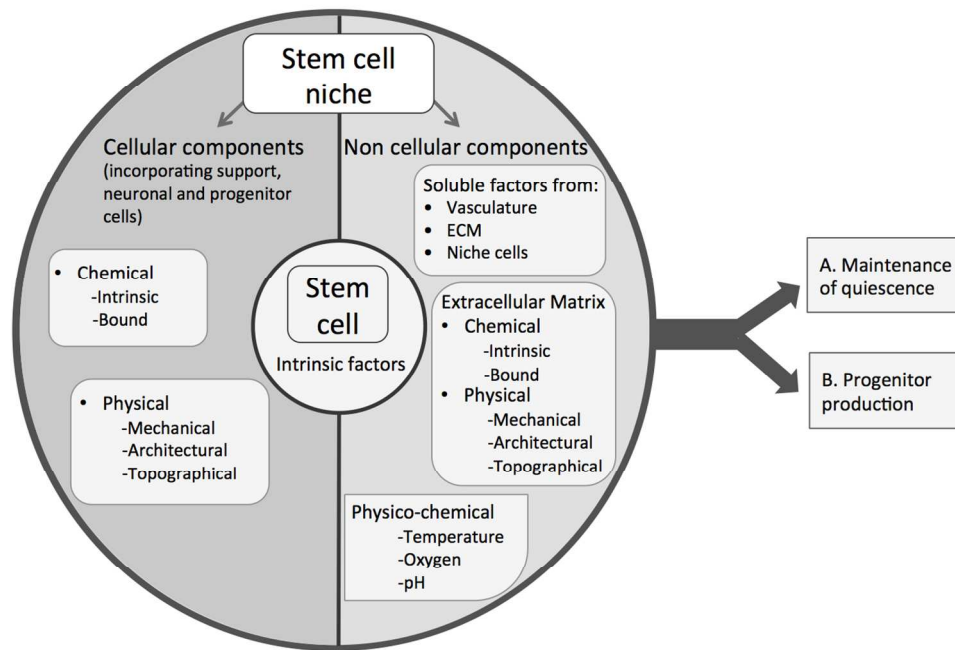 Stem cell
niche
Cellular components
(incorporating support,
neuronal and progenitor
cells)
• Chemical
-Intrinsic
-Bound
• Physical
-Mechanical
-Architectural
-Topographical
Stem
cell
Intrinsic factors
Non cellular components
Soluble factors from:
• Vasculature
• ECM
• Niche cells
Extracellular Matrix
• Chemical
-Intrinsic
-Bound
• Physical
-Mechanical
-Architectural
-Topographical
Physico-chemical
-Temperature
-Oxygen
-pH
A. Maintenance
of quiescence
B. Progenitor
production